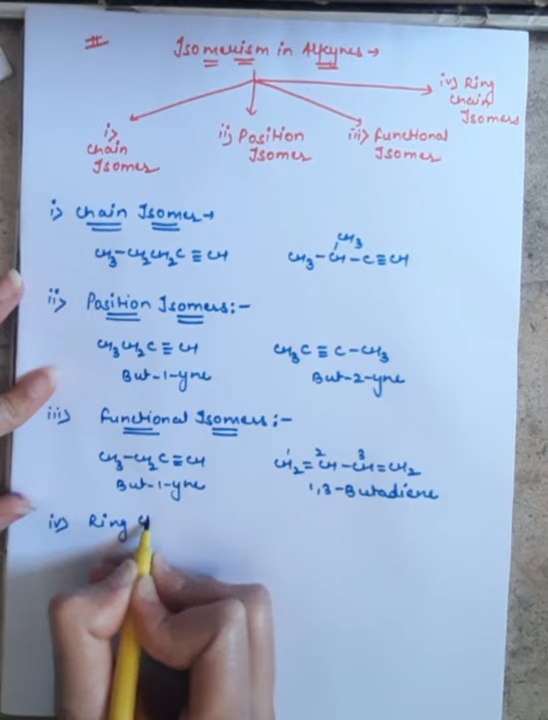 Isomerism in Alkynes →
i> chain Isomer
ii> Position Isomer
iii> functional Isomer
iv> Ring chain Isomers
i> chain Isomer →
CH3-CH2CH2C≡CH
CH3
CH3-CH-C≡CH
ii> Position Isomers:-
CH3CH2C≡CH
But-1-yne
CH3C≡C-CH3
But-2-yne
iii> functional Isomers:-
CH3-CH2C≡CH
But-1-yne
1 2 3
CH2=CH-CH=CH2
1,3-Butadiene
iv> Ring